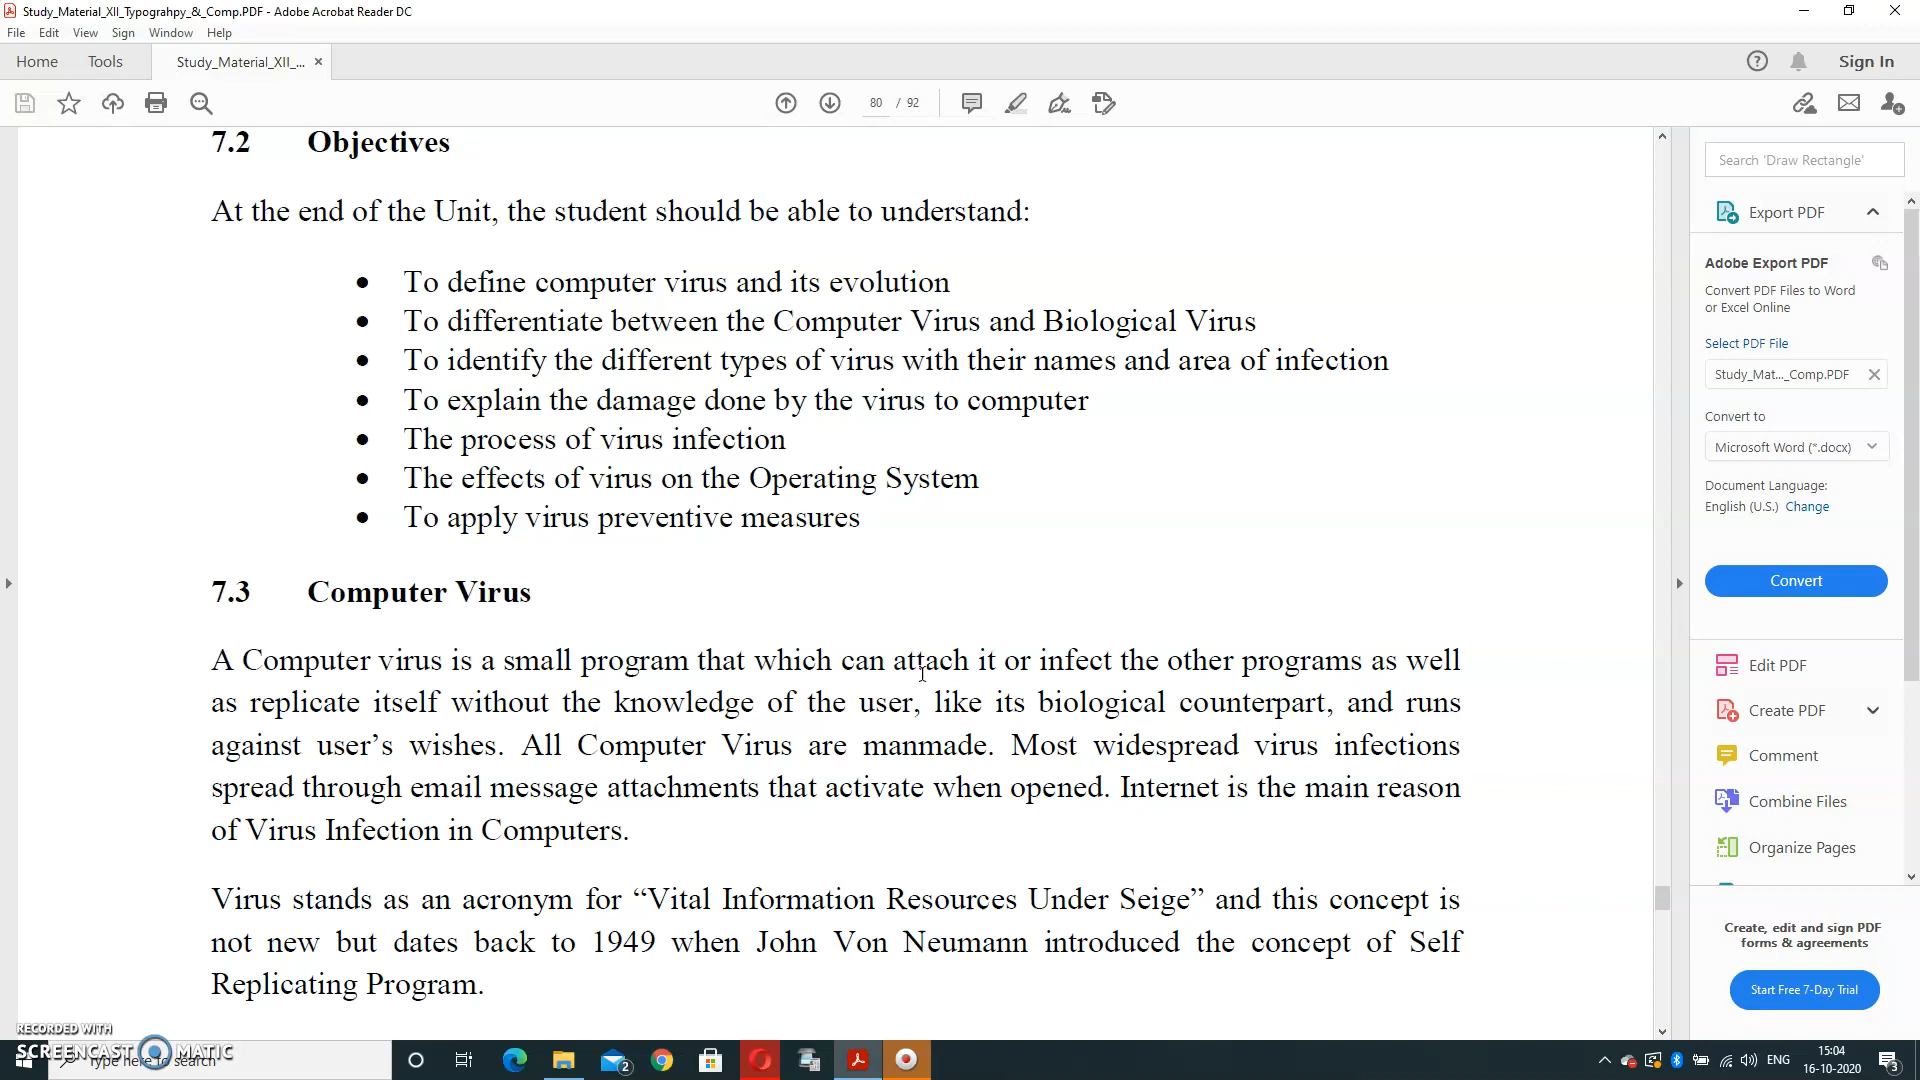 Study_Material_XII_Typograhpy_&_Comp.PDF - Adobe Acrobat Reader DC
File Edit View Sign Window Help
Home Tools Study_Material_XII_... × Sign In
80 / 92
7.2 Objectives
At the end of the Unit, the student should be able to understand:
• To define computer virus and its evolution
• To differentiate between the Computer Virus and Biological Virus
• To identify the different types of virus with their names and area of infection
• To explain the damage done by the virus to computer
• The process of virus infection
• The effects of virus on the Operating System
• To apply virus preventive measures
7.3 Computer Virus
A Computer virus is a small program that which can attach it or infect the other programs as well
as replicate itself without the knowledge of the user, like its biological counterpart, and runs
against user’s wishes. All Computer Virus are manmade. Most widespread virus infections
spread through email message attachments that activate when opened. Internet is the main reason
of Virus Infection in Computers.
Virus stands as an acronym for “Vital Information Resources Under Seige” and this concept is
not new but dates back to 1949 when John Von Neumann introduced the concept of Self
Replicating Program.
Search 'Draw Rectangle'
Export PDF
Adobe Export PDF
Convert PDF Files to Word
or Excel Online
Select PDF File
Study_Mat..._Comp.PDF
Convert to
Microsoft Word (*.docx)
Document Language:
English (U.S.) Change
Convert
Edit PDF
Create PDF
Comment
Combine Files
Organize Pages
Create, edit and sign PDF
forms & agreements
Start Free 7-Day Trial
RECORDED WITH
SCREENCAST MATIC
Type here to search
2
ENG
15:04
16-10-2020
3